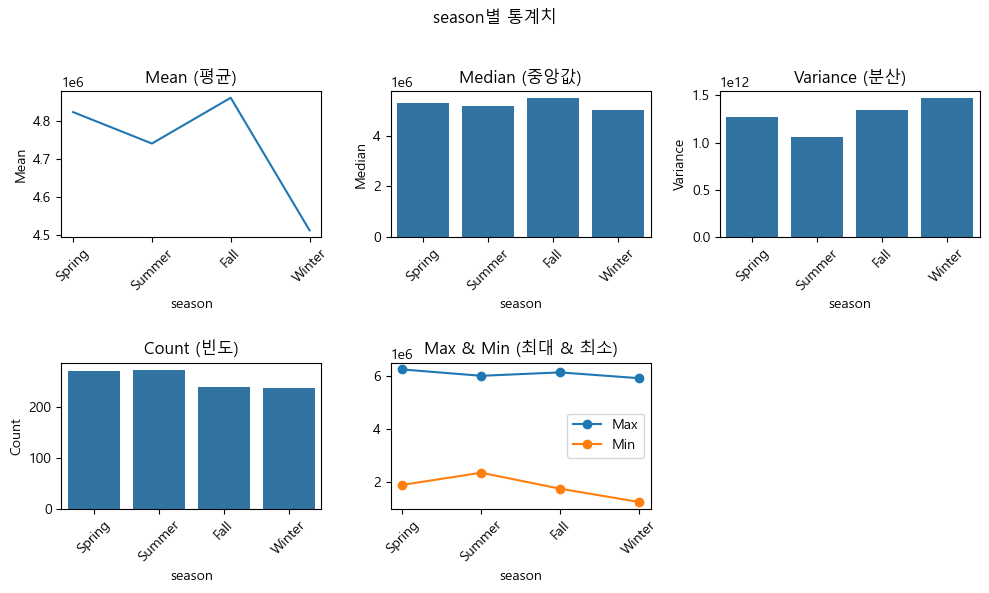 season별 통계치
Mean (평균)
1e6
4.8
4.7
4.6
4.5
Mean
Spring
Summer
Fall
Winter
season
Median (중앙값)
1e6
4
2
0
Median
Spring
Summer
Fall
Winter
season
Variance (분산)
1e12
1.5
1.0
0.5
0.0
Variance
Spring
Summer
Fall
Winter
season
Count (빈도)
200
100
0
Count
Spring
Summer
Fall
Winter
season
Max & Min (최대 & 최소)
1e6
6
4
2
Max
Min
Spring
Summer
Fall
Winter
season